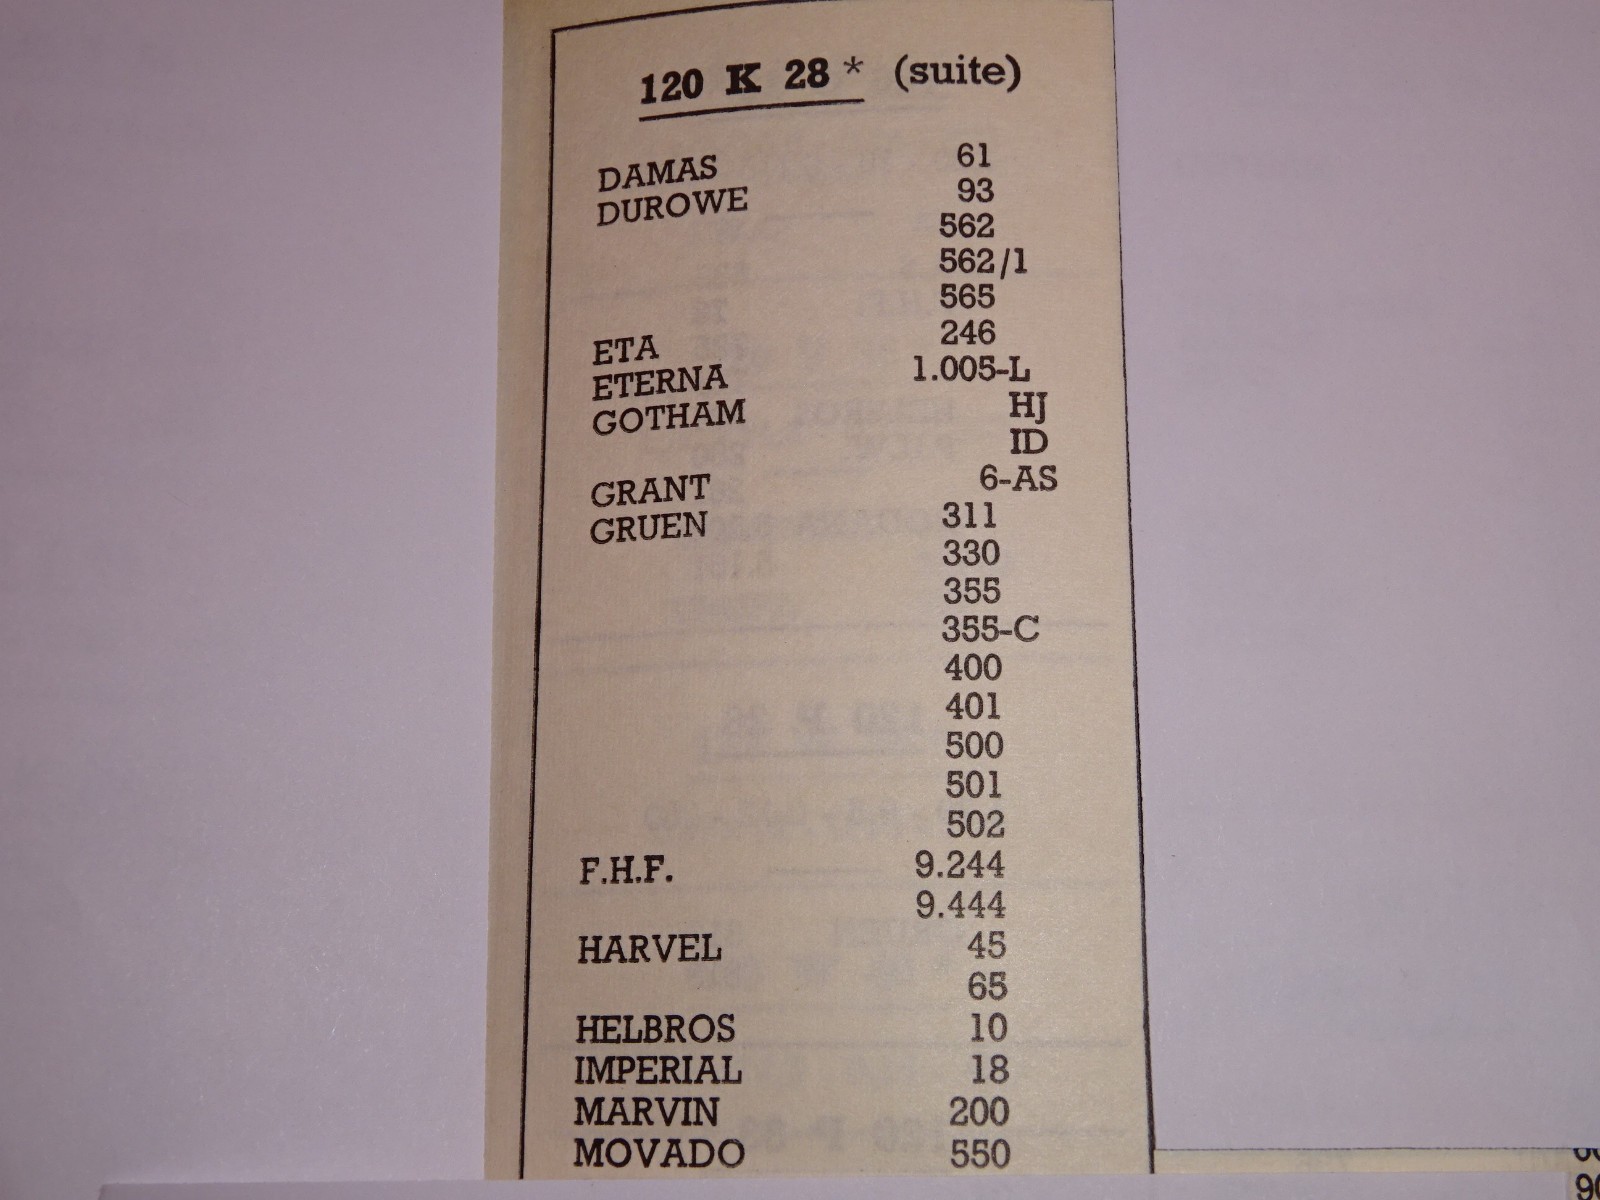 120 K 28 * (suite)
DAMAS 61
DUROWE 93
562
562/1
565
ETA 246
ETERNA 1.005-L
GOTHAM HJ
ID
GRANT 6-AS
GRUEN 311
330
355
355-C
400
401
500
501
502
F.H.F. 9.244
9.444
HARVEL 45
65
HELBROS 10
IMPERIAL 18
MARVIN 200
MOVADO 550